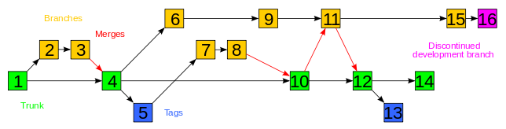 6 9 11 15 16
Branches
Merges
2 3 7 8
Discontinued
development branch
1 4 10 12 14
Trunk
5 Tags 13